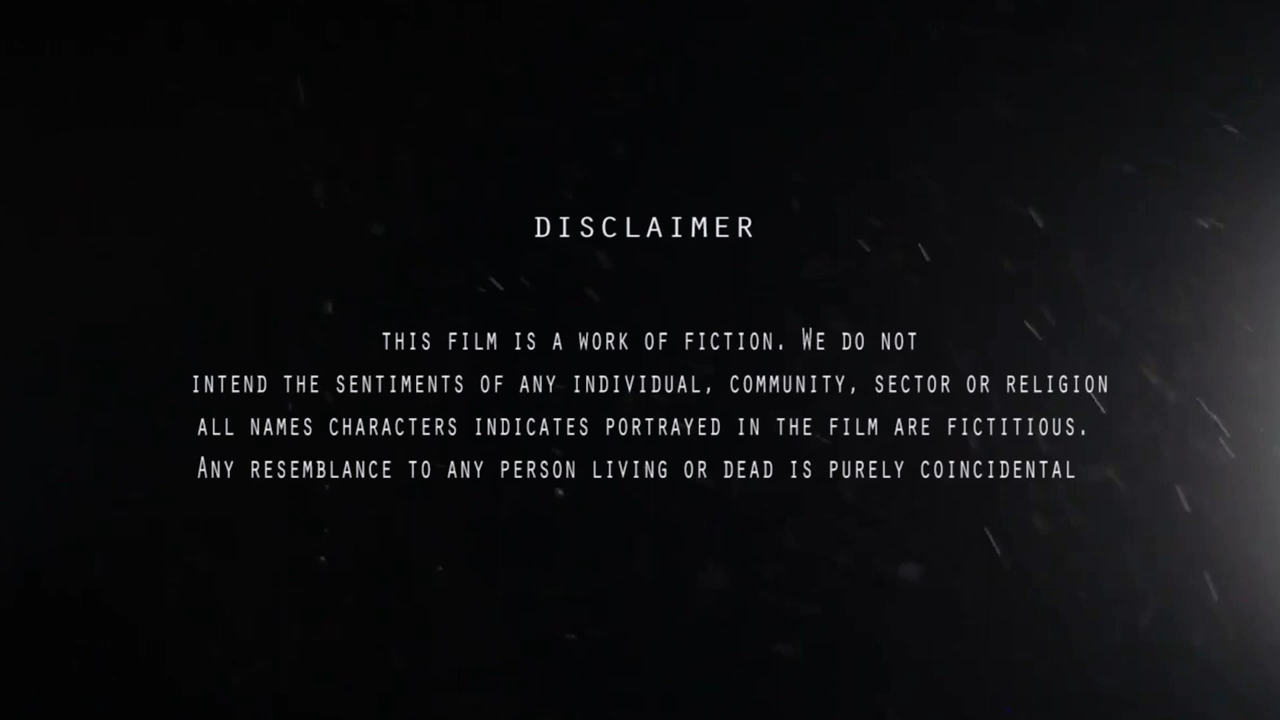 DISCLAIMER
THIS FILM IS A WORK OF FICTION. WE DO NOT
INTEND THE SENTIMENTS OF ANY INDIVIDUAL, COMMUNITY, SECTOR OR RELIGION
ALL NAMES CHARACTERS INDICATES PORTRAYED IN THE FILM ARE FICTITIOUS.
ANY RESEMBLANCE TO ANY PERSON LIVING OR DEAD IS PURELY COINCIDENTAL